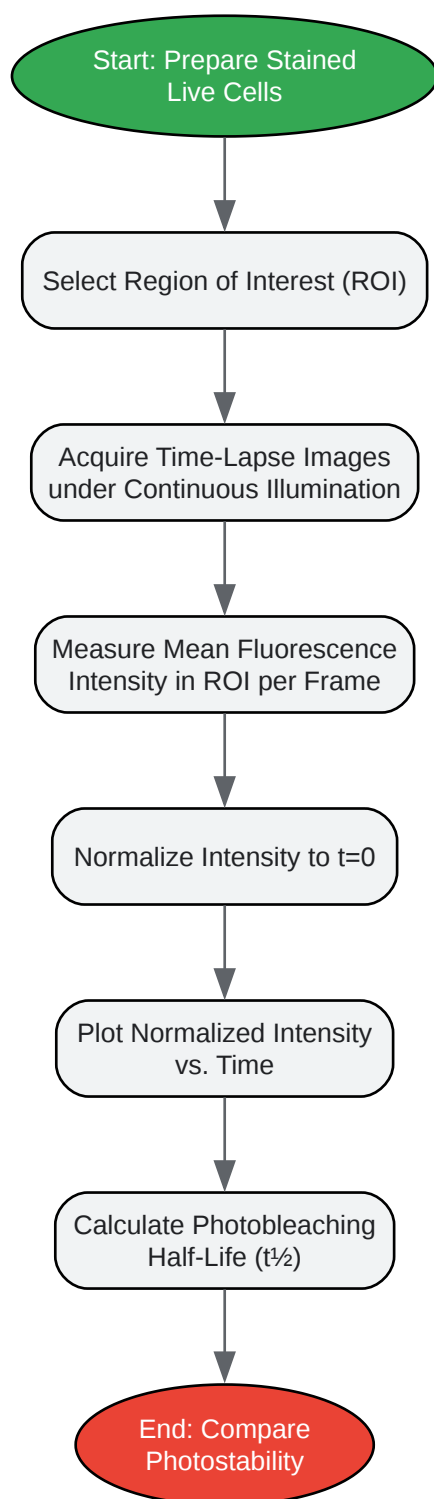 Start: Prepare Stained
Live Cells
Select Region of Interest (ROI)
Acquire Time-Lapse Images
under Continuous Illumination
Measure Mean Fluorescence
Intensity in ROI per Frame
Normalize Intensity to t=0
Plot Normalized Intensity
vs. Time
Calculate Photobleaching
Half-Life (t½)
End: Compare
Photostability